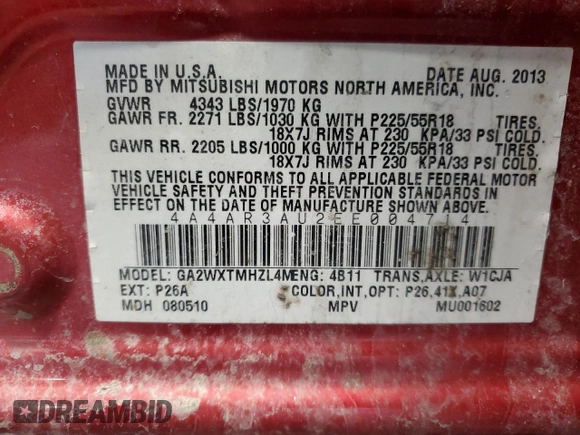 MADE IN U.S.A. DATE AUG. 2013
MFD BY MITSUBISHI MOTORS NORTH AMERICA, INC.
GVWR 4343 LBS/1970 KG
GAWR FR. 2271 LBS/1030 KG WITH P225/55R18 TIRES,
18X7J RIMS AT 230 KPA/33 PSI COLD.
GAWR RR. 2205 LBS/1000 KG WITH P225/55R18 TIRES,
18X7J RIMS AT 230 KPA/33 PSI COLD.
THIS VEHICLE CONFORMS TO ALL APPLICABLE FEDERAL MOTOR
VEHICLE SAFETY AND THEFT PREVENTION STANDARDS IN
EFFECT ON THE DATE OF MANUFACTURE SHOWN ABOVE.
MODEL: GA2WXTMHZL4M ENG: 4B11 TRANS,AXLE: W1CJA
EXT: P26A COLOR,INT,OPT: P26,41X,A07
MDH 080510 MPV MU001602
DREAMBID